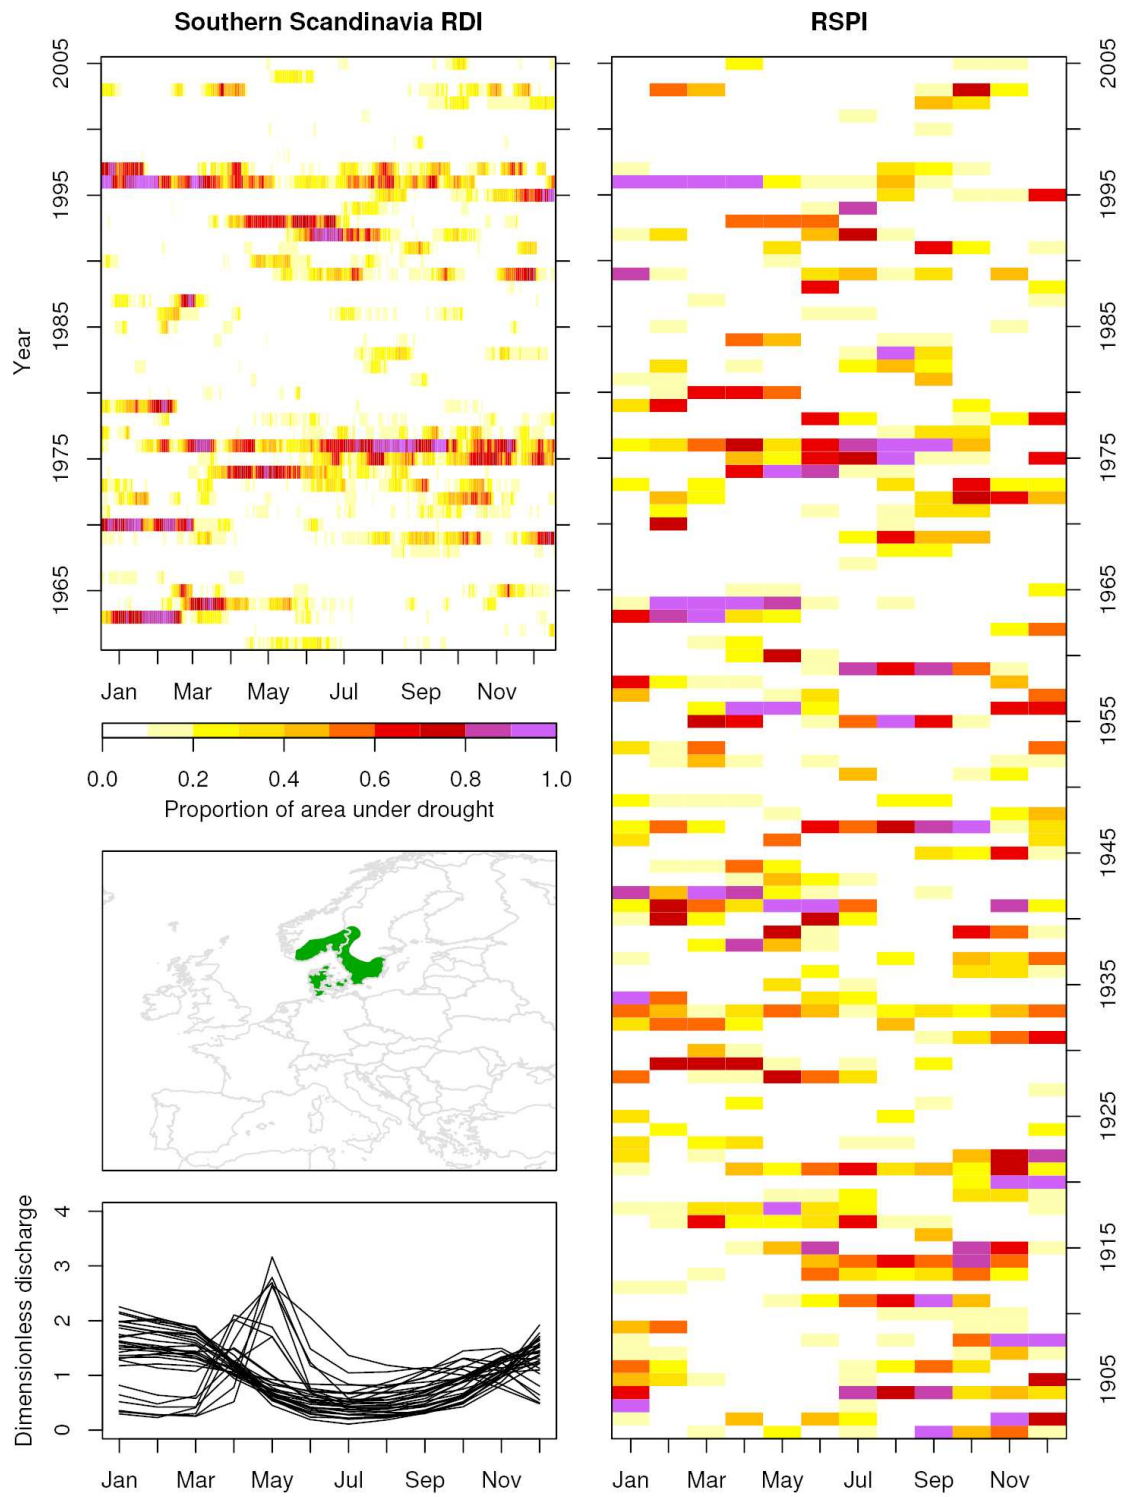 Southern Scandinavia RDI
RSPI
Year
2005
1995
1985
1975
1965
Jan Mar May Jul Sep Nov
0.0 0.2 0.4 0.6 0.8 1.0
Proportion of area under drought
Dimensionless discharge
4
3
2
1
0
Jan Mar May Jul Sep Nov
2005
1995
1985
1975
1965
1955
1945
1935
1925
1915
1905
Jan Mar May Jul Sep Nov